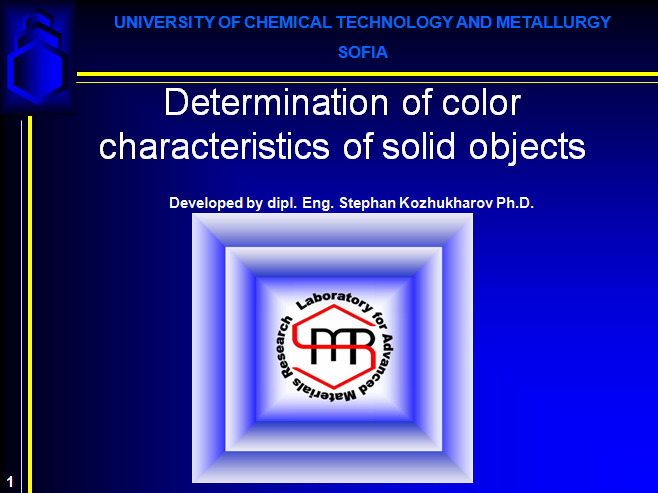 UNIVERSITY OF CHEMICAL TECHNOLOGY AND METALLURGY
SOFIA
Determination of color
characteristics of solid objects
Developed by dipl. Eng. Stephan Kozhukharov Ph.D.
Laboratory for Advanced Materials Research
1